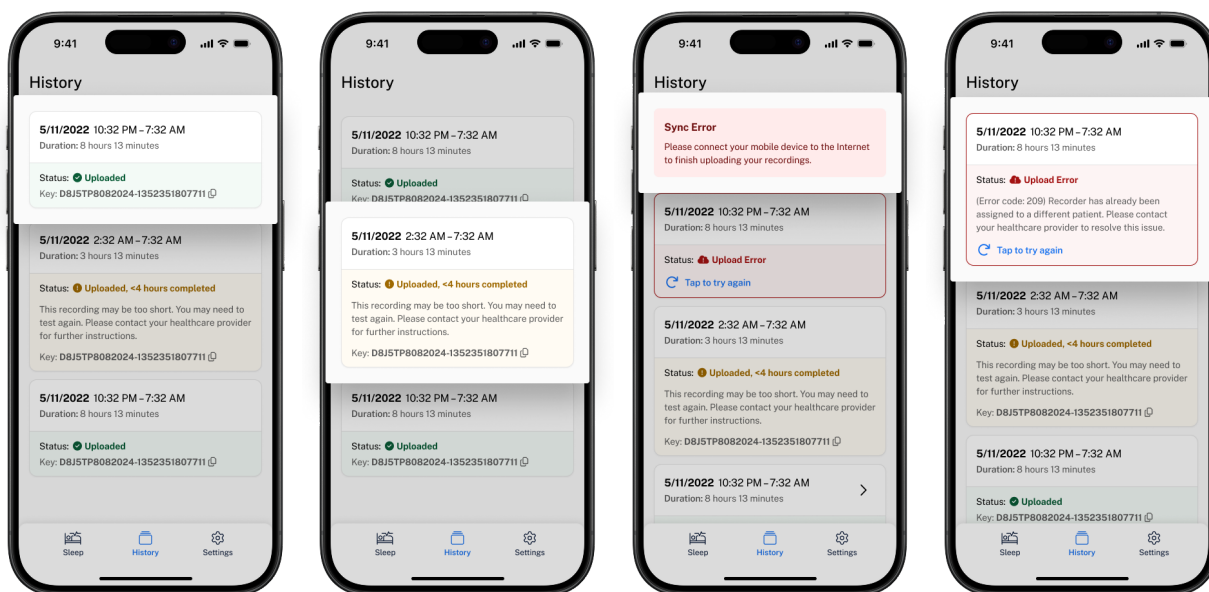 9:41
History
5/11/2022 10:32 PM – 7:32 AM
Duration: 8 hours 13 minutes
Status: Uploaded
Key: D8J5TP8082024-1352351807711
5/11/2022 2:32 AM – 7:32 AM
Duration: 3 hours 13 minutes
Status: Uploaded, <4 hours completed
This recording may be too short. You may need to
test again. Please contact your healthcare provider
for further instructions.
Key: D8J5TP8082024-1352351807711
5/11/2022 10:32 PM – 7:32 AM
Duration: 8 hours 13 minutes
Status: Uploaded
Key: D8J5TP8082024-1352351807711
Sleep
History
Settings
9:41
History
5/11/2022 10:32 PM – 7:32 AM
Duration: 8 hours 13 minutes
Status: Uploaded
Key: D8J5TP8082024-1352351807711
5/11/2022 2:32 AM – 7:32 AM
Duration: 3 hours 13 minutes
Status: Uploaded, <4 hours completed
This recording may be too short. You may need to
test again. Please contact your healthcare provider
for further instructions.
Key: D8J5TP8082024-1352351807711
5/11/2022 10:32 PM – 7:32 AM
Duration: 8 hours 13 minutes
Status: Uploaded
Key: D8J5TP8082024-1352351807711
Sleep
History
Settings
9:41
History
Sync Error
Please connect your mobile device to the Internet
to finish uploading your recordings.
5/11/2022 10:32 PM – 7:32 AM
Duration: 8 hours 13 minutes
Status: Upload Error
Tap to try again
5/11/2022 2:32 AM – 7:32 AM
Duration: 3 hours 13 minutes
Status: Uploaded, <4 hours completed
This recording may be too short. You may need to
test again. Please contact your healthcare provider
for further instructions.
Key: D8J5TP8082024-1352351807711
5/11/2022 10:32 PM – 7:32 AM
Duration: 8 hours 13 minutes
Sleep
History
Settings
9:41
History
5/11/2022 10:32 PM – 7:32 AM
Duration: 8 hours 13 minutes
Status: Upload Error
(Error code: 209) Recorder has already been
assigned to a different patient. Please contact
your healthcare provider to resolve this issue.
Tap to try again
5/11/2022 2:32 AM – 7:32 AM
Duration: 3 hours 13 minutes
Status: Uploaded, <4 hours completed
This recording may be too short. You may need to
test again. Please contact your healthcare provider
for further instructions.
Key: D8J5TP8082024-1352351807711
5/11/2022 10:32 PM – 7:32 AM
Duration: 8 hours 13 minutes
Status: Uploaded
Key: D8J5TP8082024-1352351807711
Sleep
History
Settings